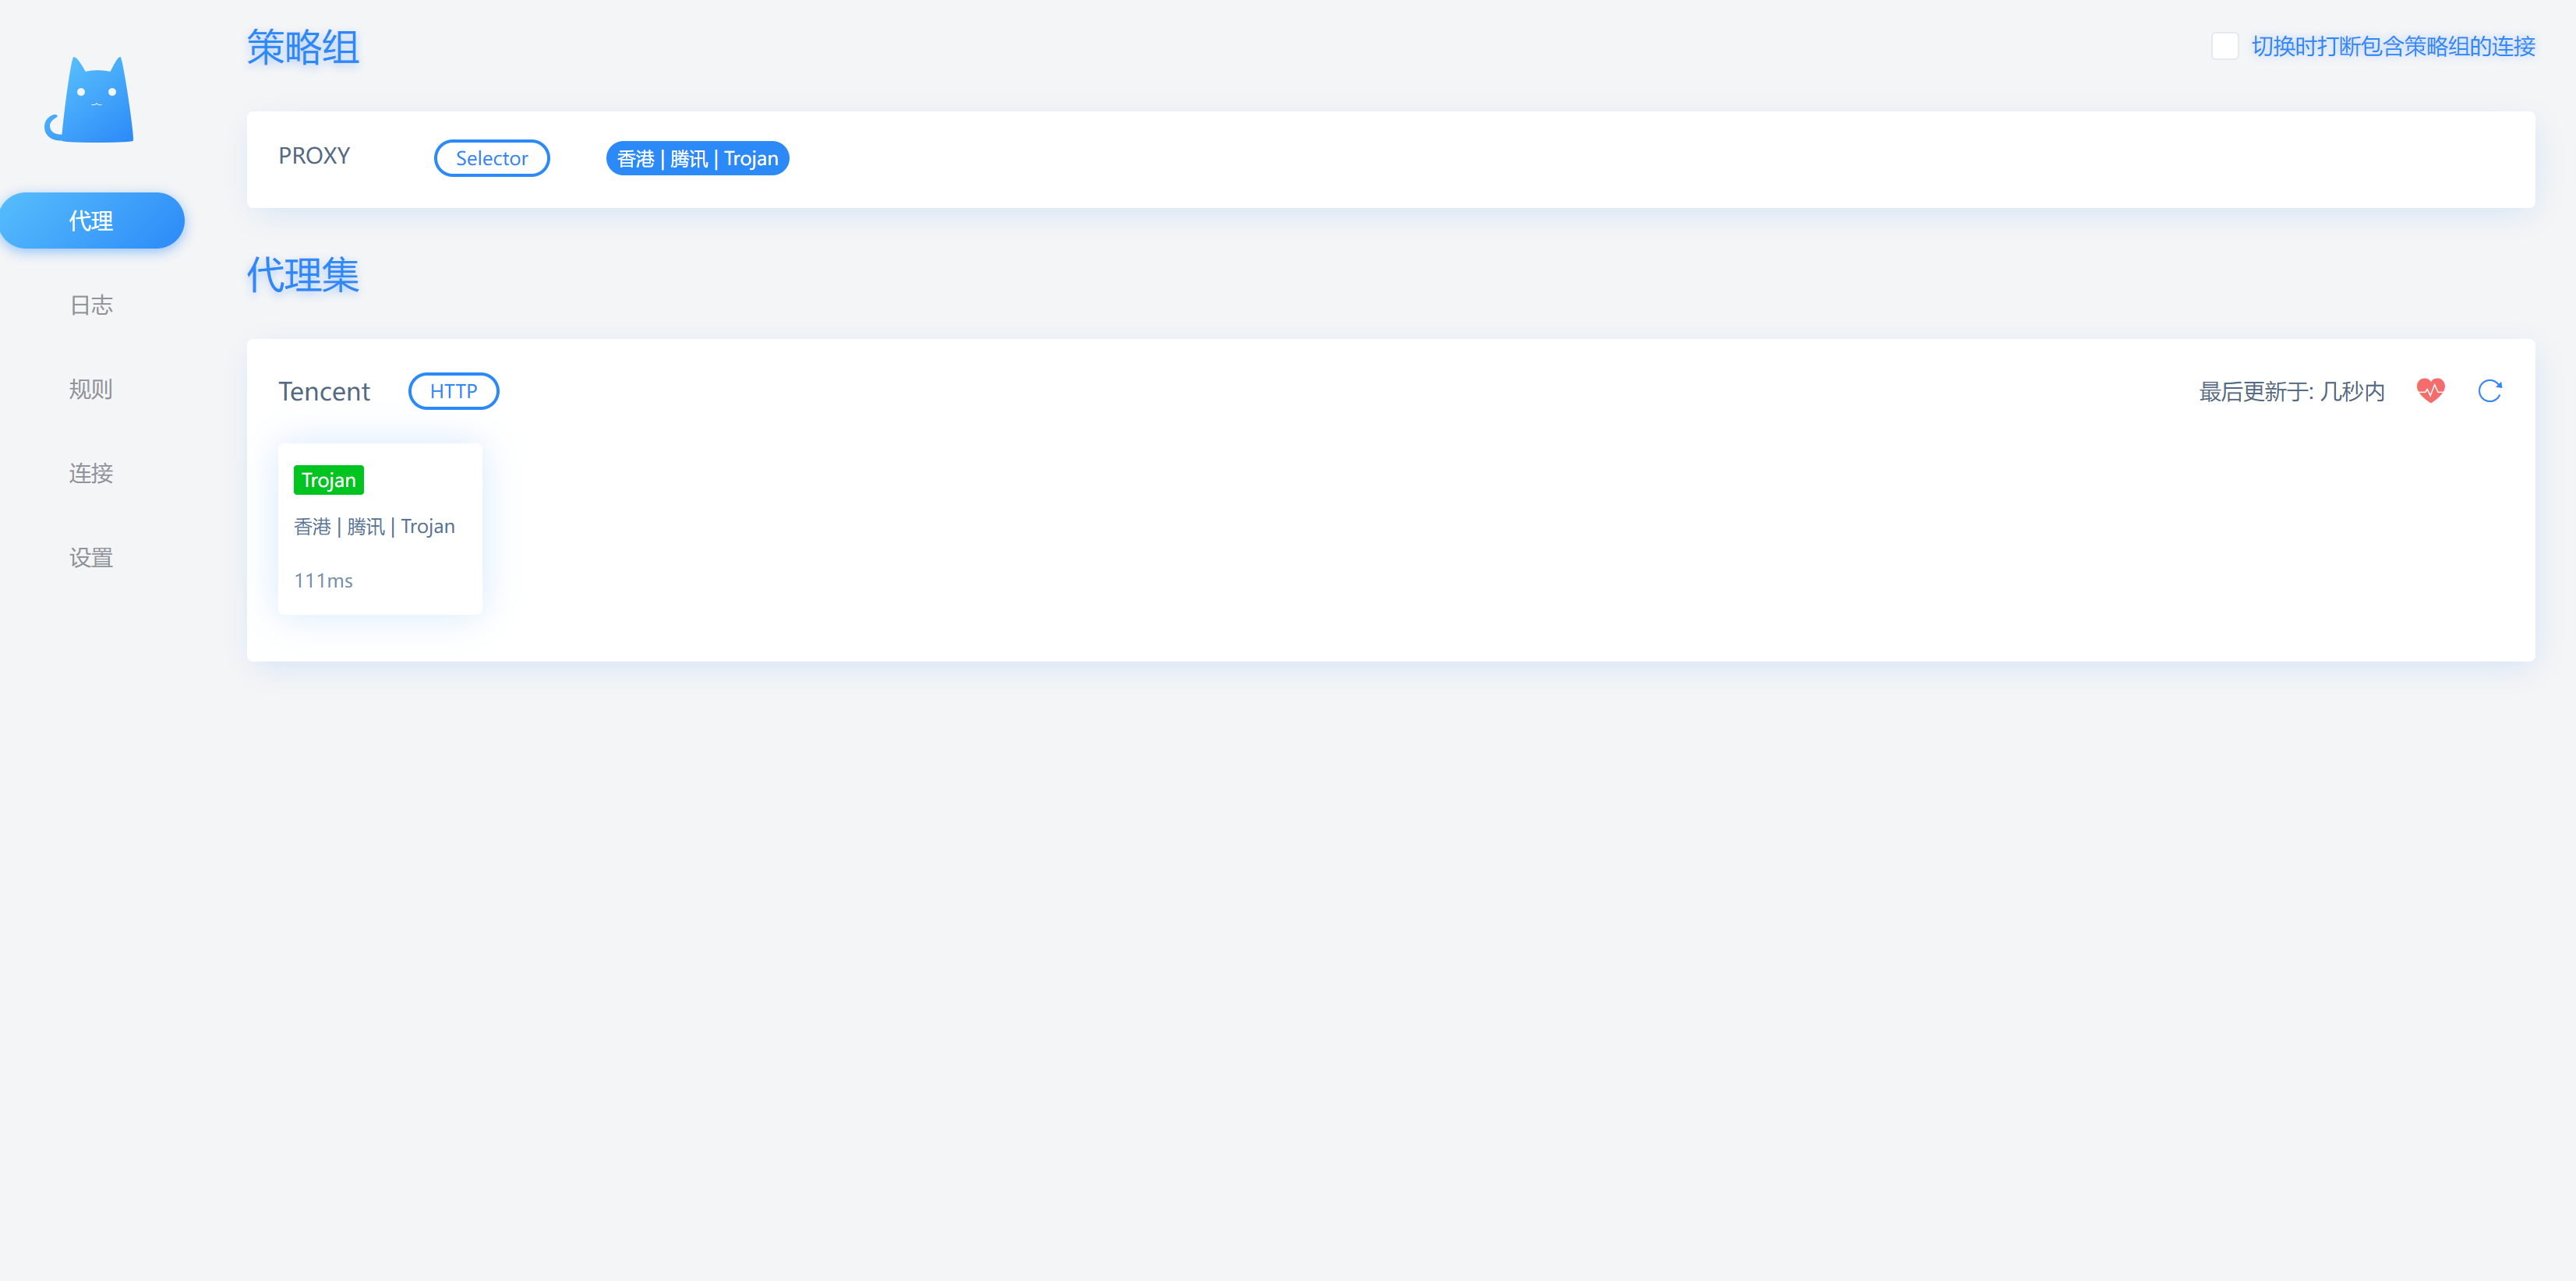 策略组
切换时打断包含策略组的连接
PROXY Selector 香港 | 腾讯 | Trojan
代理
日志
规则
连接
设置
代理集
Tencent HTTP 最后更新于: 几秒内
Trojan
香港 | 腾讯 | Trojan
111ms